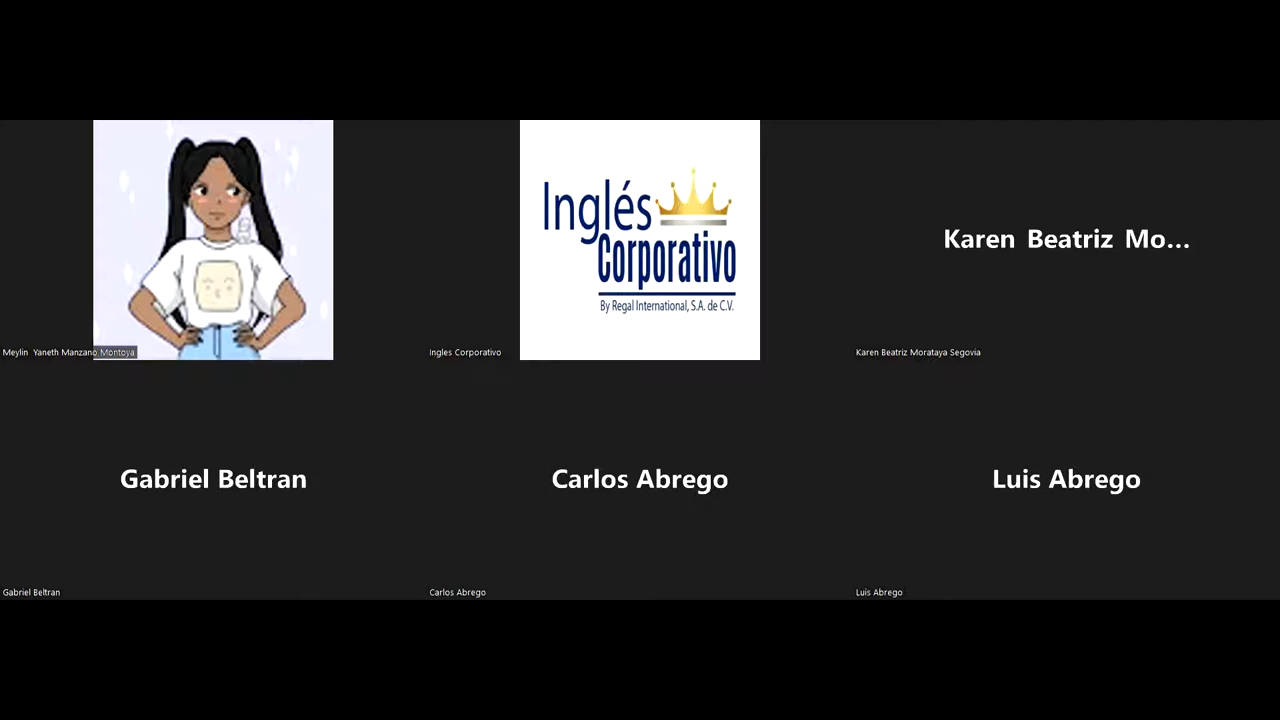 Inglés
Corporativo
By Regal International, S.A. de C.V.
Karen Beatriz Mo...
Meylin Yaneth Manzano Montoya
Ingles Corporativo
Karen Beatriz Morataya Segovia
Gabriel Beltran
Carlos Abrego
Luis Abrego
Gabriel Beltran
Carlos Abrego
Luis Abrego